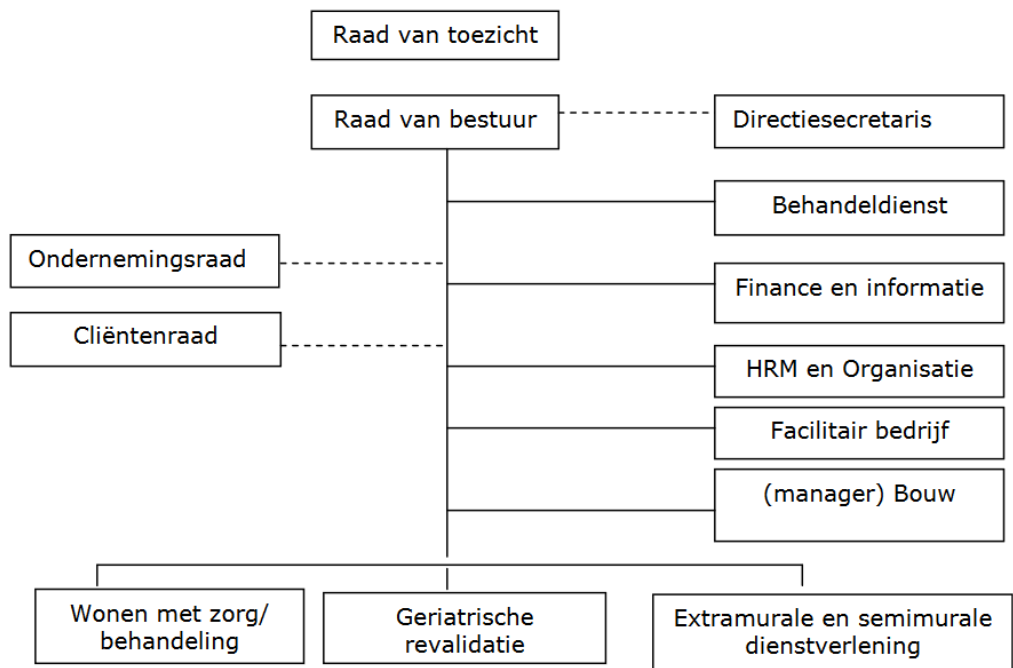 Raad van toezicht
Raad van bestuur
Directiesecretaris
Behandeldienst
Ondernemingsraad
Finance en informatie
Cliëntenraad
HRM en Organisatie
Facilitair bedrijf
(manager) Bouw
Wonen met zorg/
behandeling
Geriatrische
revalidatie
Extramurale en semimurale
dienstverlening